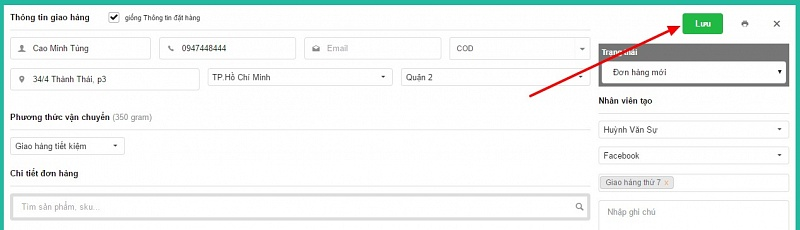 Thông tin giao hàng giống Thông tin đặt hàng
Lưu
Cao Minh Tùng 0947448444 Email COD
34/4 Thành Thái, p3 TP.Hồ Chí Minh Quận 2
Trạng thái
Đơn hàng mới
Phương thức vận chuyển (350 gram)
Giao hàng tiết kiệm
Chi tiết đơn hàng
Tìm sản phẩm, sku...
Nhân viên tạo
Huỳnh Văn Sự
Facebook
Giao hàng thứ 7 x
Nhập ghi chú